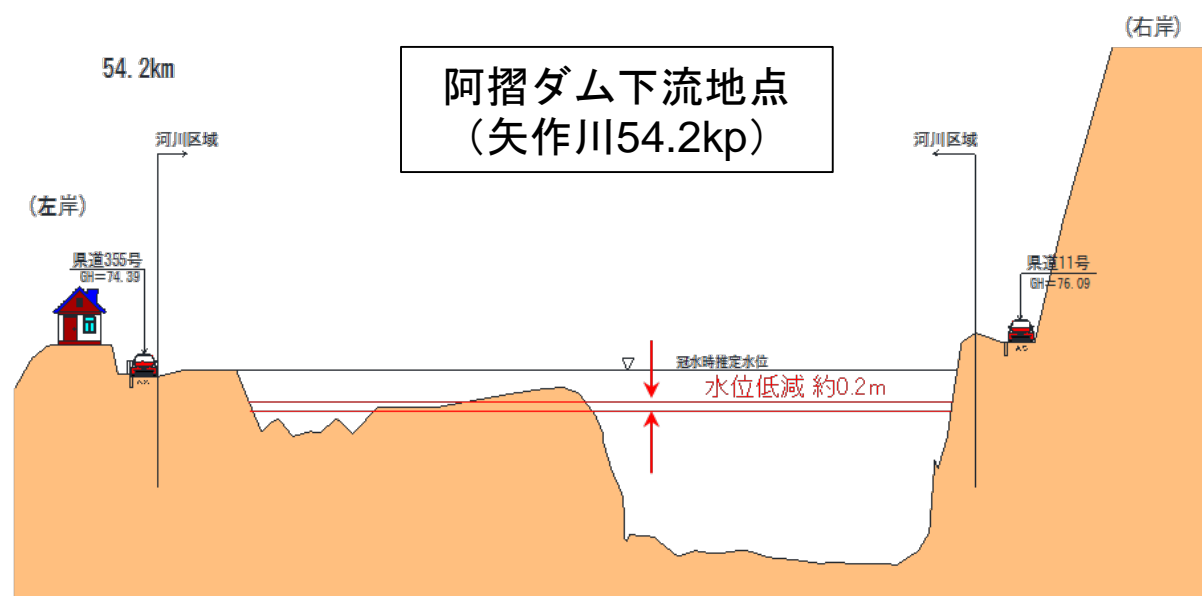 (右岸)
54.2km
阿摺ダム下流地点
（矢作川54.2kp）
河川区域
河川区域
(左岸)
県道355号
GH=74.39
県道11号
GH=76.09
冠水時推定水位
水位低減 約0.2m